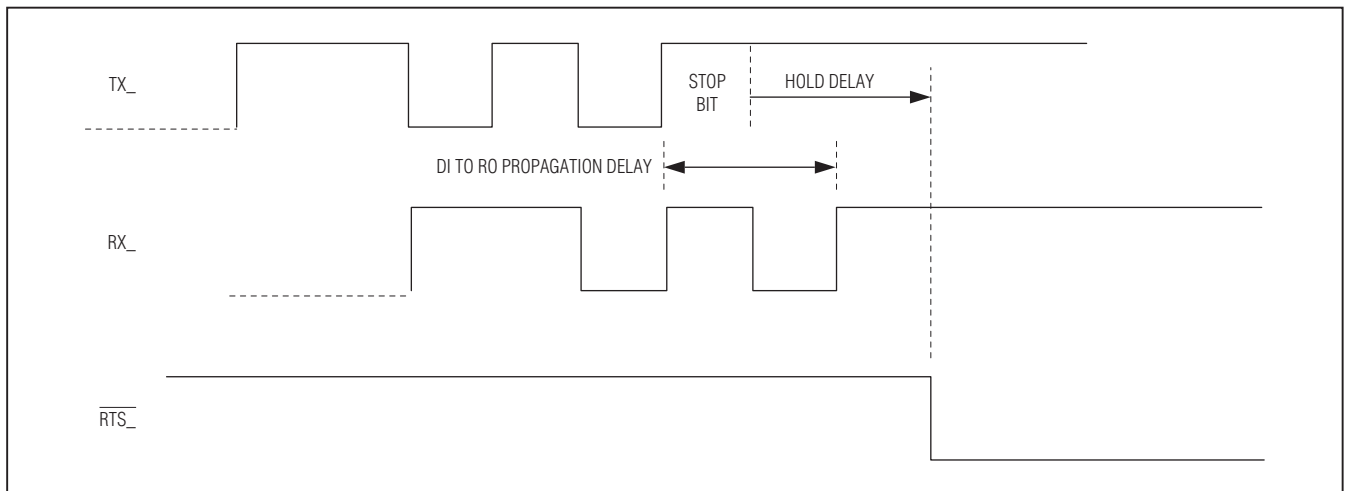 TX_
STOP
BIT
HOLD DELAY
DI TO RO PROPAGATION DELAY
RX_
RTS_